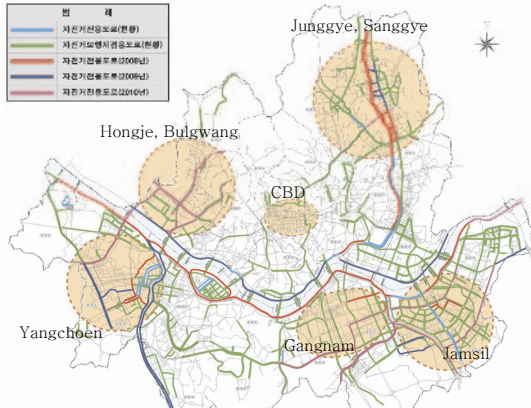 범 례
자전거전용도로(현황)
자전거보행자겸용도로(현황)
자전거전용도로(2008년)
자전거전용도로(2009년)
자전거전용도로(2010년)
Junggye, Sanggye
Hongje, Bulgwang
CBD
Yangchoen
Gangnam
Jamsil